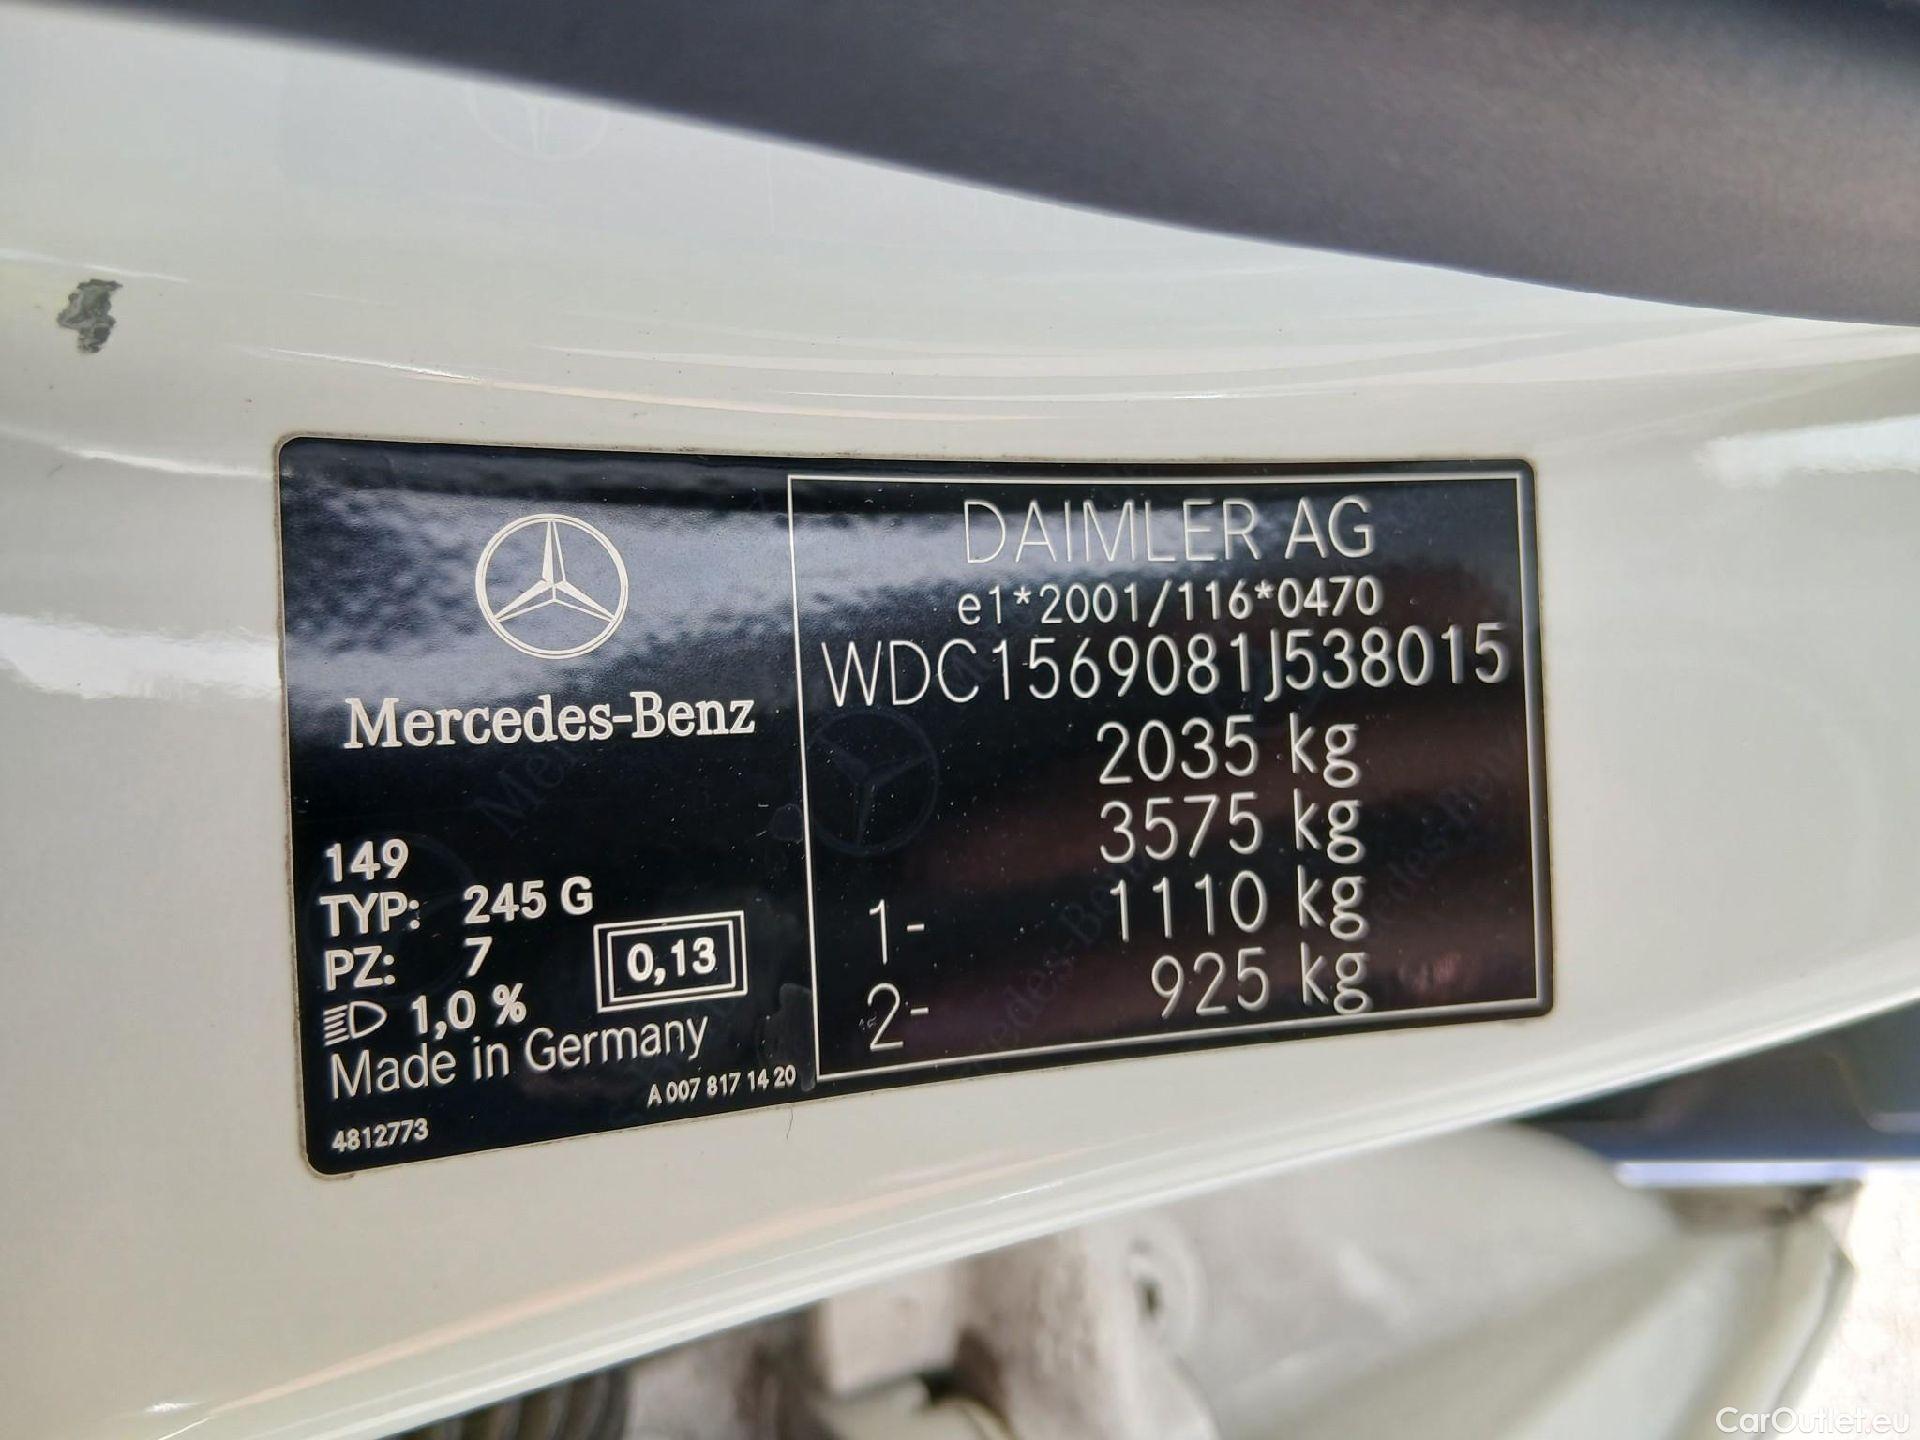 Mercedes-Benz
149
TYP: 245 G
PZ: 7
0,13
1,0 %
Made in Germany
A 007 817 14 20
4812773
DAIMLER AG
e1*2001/116*0470
WDC1569081J538015
2035 kg
3575 kg
1- 1110 kg
2- 925 kg
CarOutlet.eu